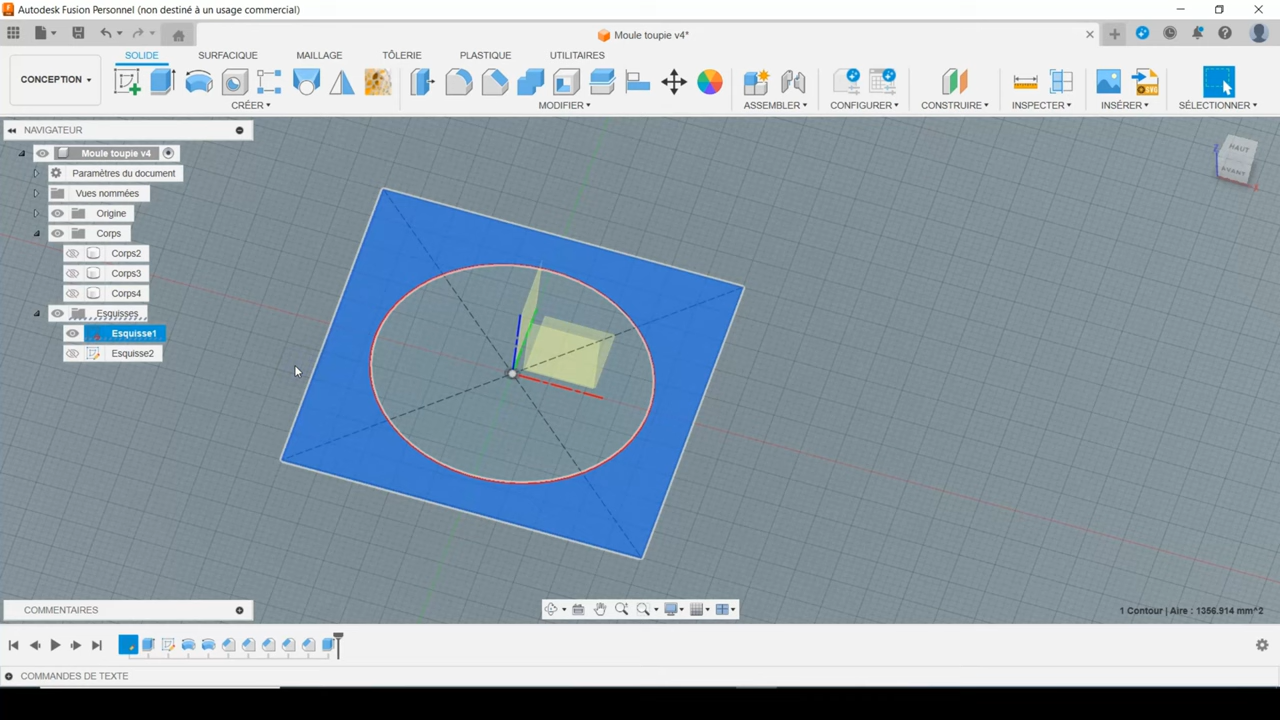 Autodesk Fusion Personnel (non destiné à un usage commercial)
Moule toupie v4*
CONCEPTION
SOLIDE SURFACIQUE MAILLAGE TÔLERIE PLASTIQUE UTILITAIRES
CRÉER MODIFIER ASSEMBLER CONFIGURER CONSTRUIRE INSPECTER INSÉRER SÉLECTIONNER
SVG
NAVIGATEUR
Moule toupie v4
Paramètres du document
Vues nommées
Origine
Corps
Corps2
Corps3
Corps4
Esquisses
Esquisse1
Esquisse2
HAUT
AVANT
Z
X
COMMENTAIRES
1 Contour | Aire : 1356.914 mm^2
COMMANDES DE TEXTE